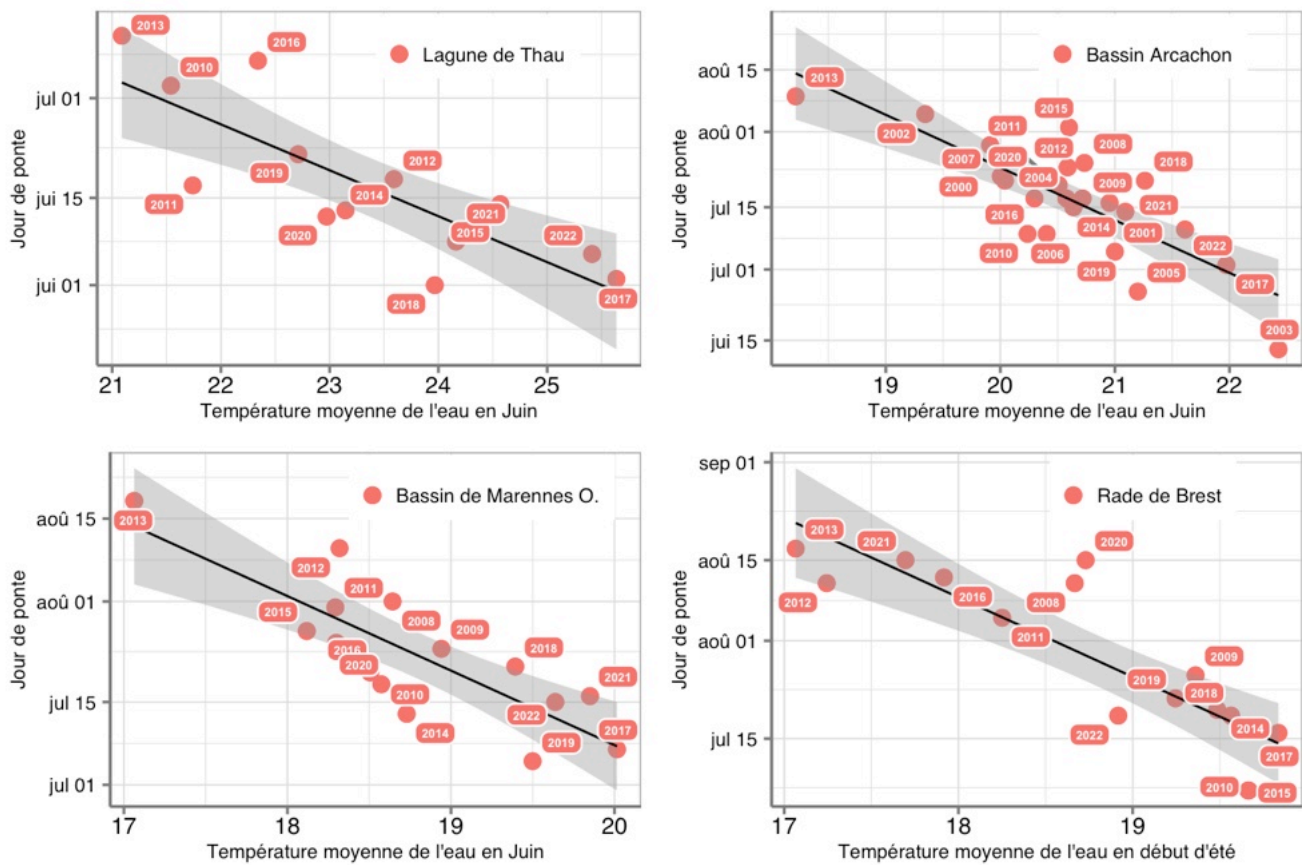 Lagune de Thau
2013
2016
2010
2012
2019
2011
2014
2020
2021
2015
2022
2018
2017
jul 01
jui 15
jui 01
Jour de ponte
21 22 23 24 25
Température moyenne de l'eau en Juin
Bassin Arcachon
2013
2015
2002
2011
2008
2012
2007
2020
2018
2000
2004
2009
2016
2021
2014
2001
2010
2006
2022
2019
2005
2017
2003
aoû 15
aoû 01
jul 15
jul 01
jui 15
Jour de ponte
19 20 21 22
Température moyenne de l'eau en Juin
Bassin de Marennes O.
2013
2012
2011
2015
2008
2009
2016
2018
2020
2021
2010
2022
2017
2014
2019
aoû 15
aoû 01
jul 15
jul 01
Jour de ponte
17 18 19 20
Température moyenne de l'eau en Juin
Rade de Brest
2013
2021
2020
2012
2016
2008
2011
2009
2019
2018
2022
2014
2017
2010
2015
sep 01
aoû 15
aoû 01
jul 15
Jour de ponte
17 18 19
Température moyenne de l'eau en début d'été